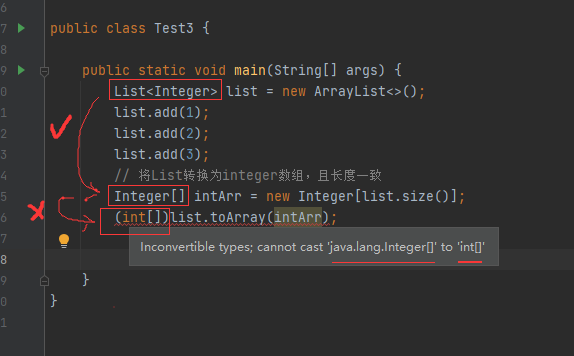 6
7 public class Test3 {
8
9 public static void main(String[] args) {
0 List<Integer> list = new ArrayList<>();
1 list.add(1);
2 list.add(2);
3 list.add(3);
4 // 将List转换为integer数组，且长度一致
5 Integer[] intArr = new Integer[list.size()];
6 (int[])list.toArray(intArr);
7 Inconvertible types; cannot cast 'java.lang.Integer[]' to 'int[]'
8
9 }
0 }
1